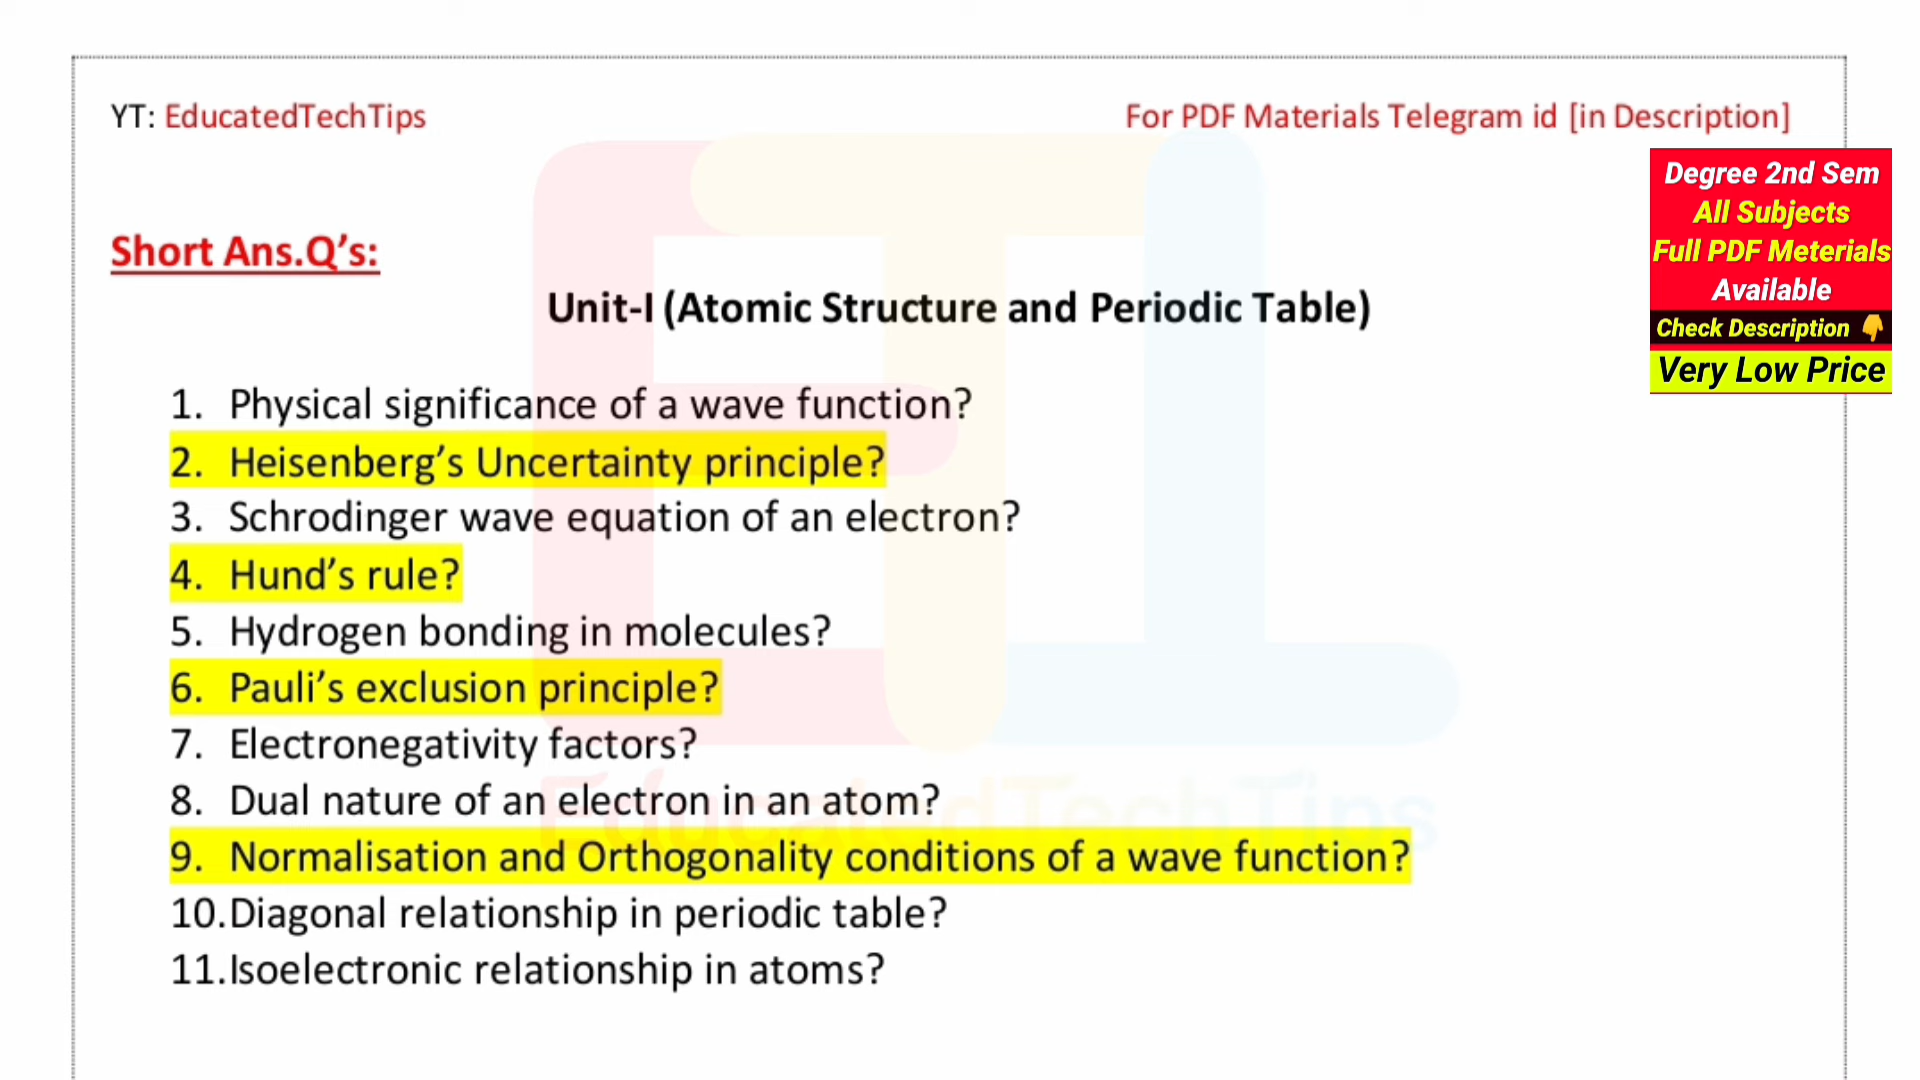 YT: EducatedTechTips
For PDF Materials Telegram id [in Description]
Degree 2nd Sem
All Subjects
Full PDF Meterials
Available
Check Description 👇
Very Low Price
Short Ans.Q’s:
Unit-I (Atomic Structure and Periodic Table)
1. Physical significance of a wave function?
2. Heisenberg’s Uncertainty principle?
3. Schrodinger wave equation of an electron?
4. Hund’s rule?
5. Hydrogen bonding in molecules?
6. Pauli’s exclusion principle?
7. Electronegativity factors?
8. Dual nature of an electron in an atom?
EducatedTechTips
9. Normalisation and Orthogonality conditions of a wave function?
10.Diagonal relationship in periodic table?
11.Isoelectronic relationship in atoms?